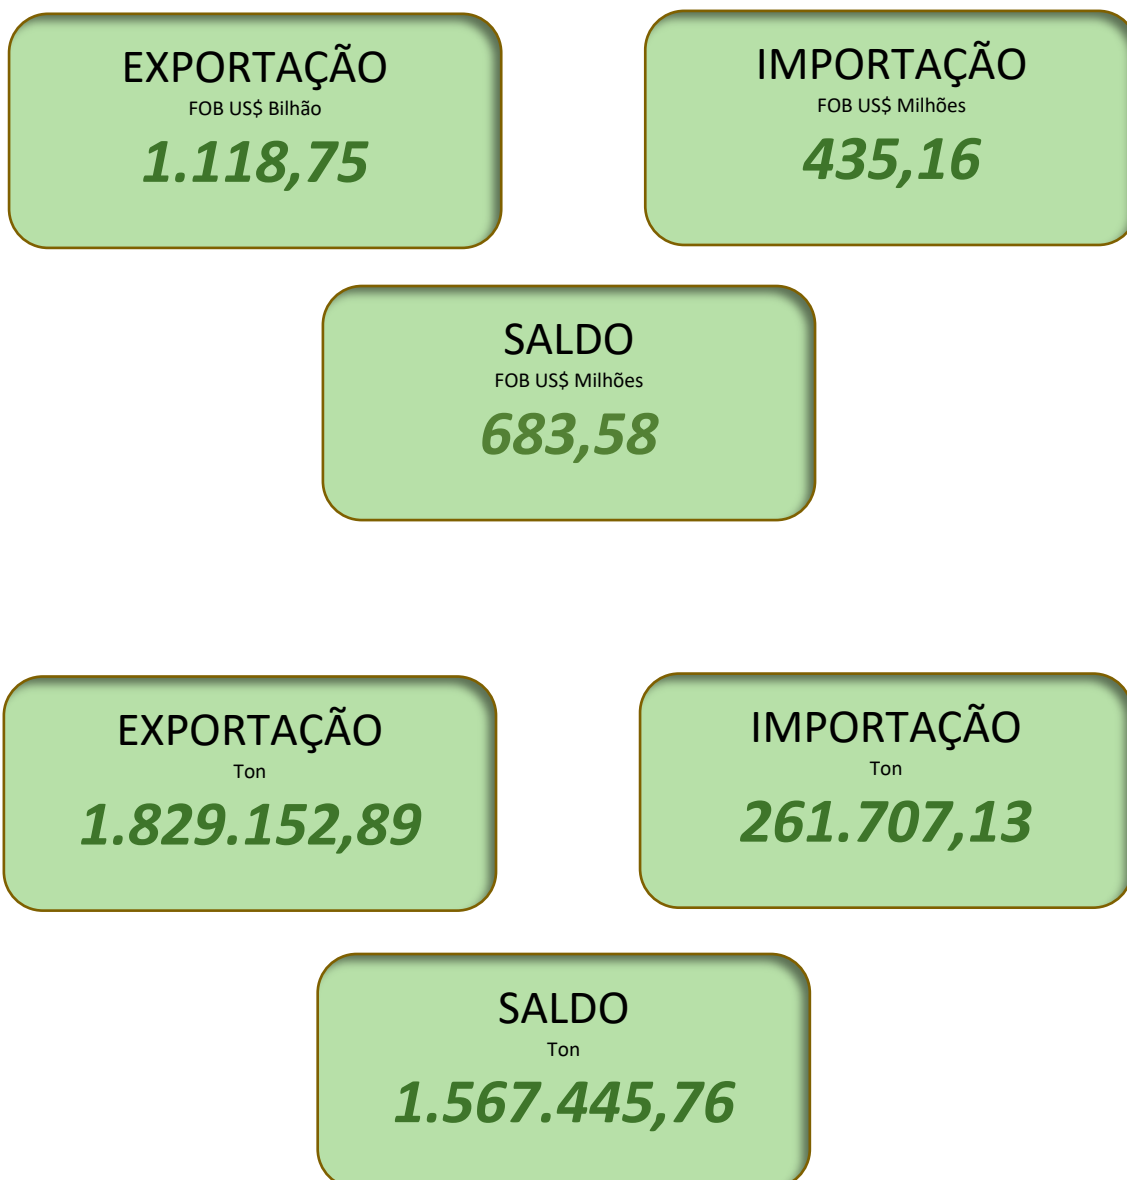 EXPORTAÇÃO
FOB US$ Bilhão
1.118,75
IMPORTAÇÃO
FOB US$ Milhões
435,16
SALDO
FOB US$ Milhões
683,58
EXPORTAÇÃO
Ton
1.829.152,89
IMPORTAÇÃO
Ton
261.707,13
SALDO
Ton
1.567.445,76